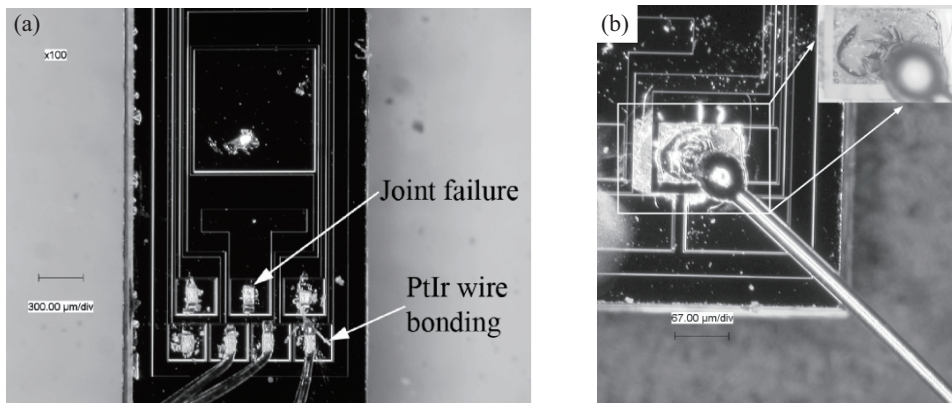 (a)
x100
Joint failure
PtIr wire
bonding
300.00 µm/div
(b)
67.00 µm/div